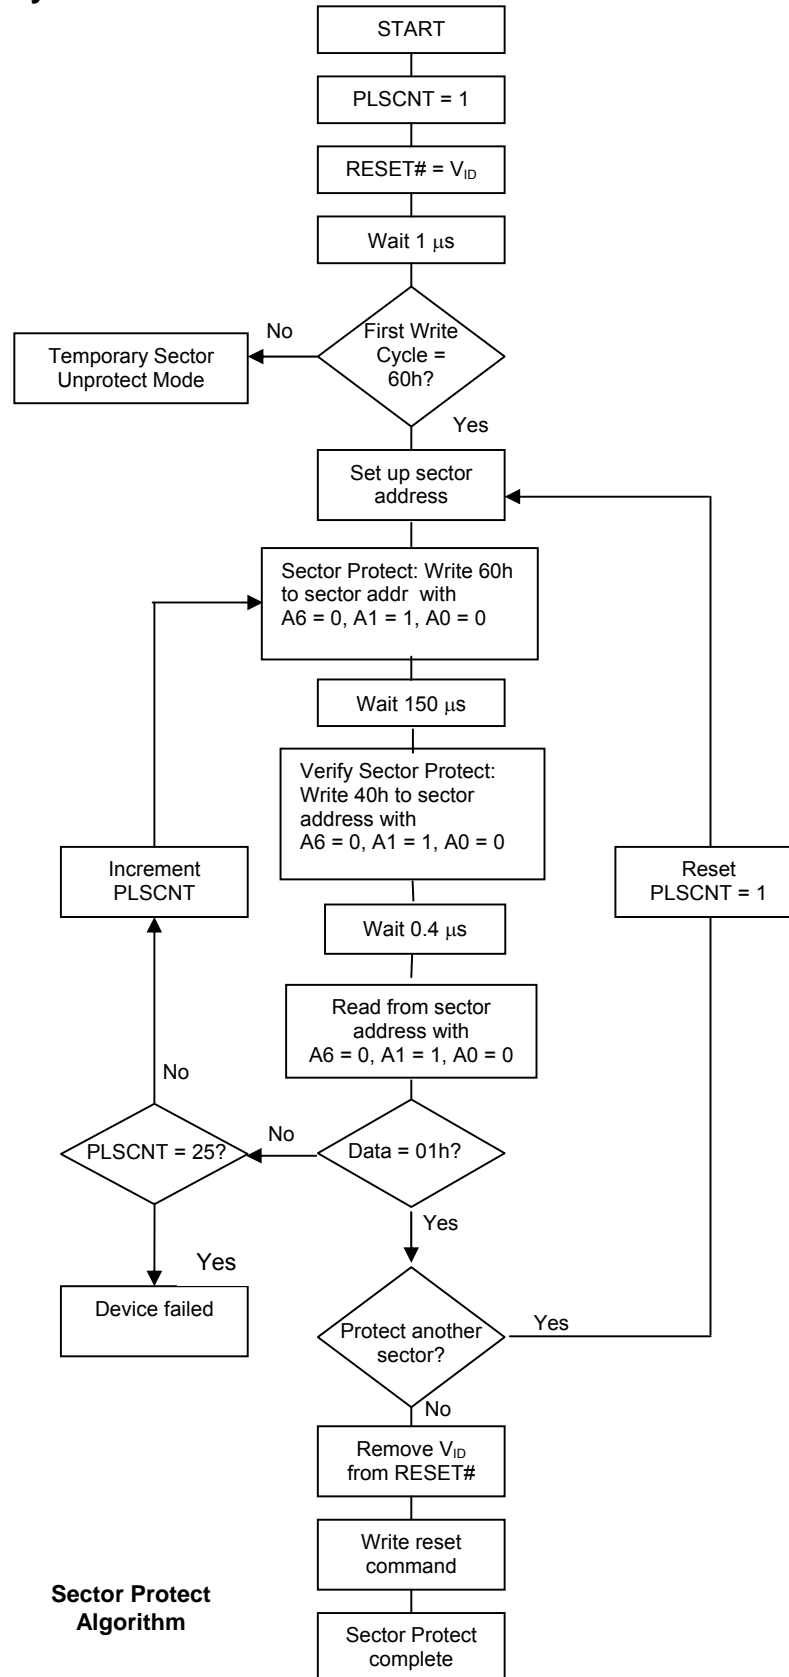 START
PLSCNT = 1
RESET# = VID
Wait 1 μs
First Write
Cycle =
60h?
No
Temporary Sector
Unprotect Mode
Yes
Set up sector
address
Sector Protect: Write 60h
to sector addr with
A6 = 0, A1 = 1, A0 = 0
Wait 150 μs
Verify Sector Protect:
Write 40h to sector
address with
A6 = 0, A1 = 1, A0 = 0
Increment
PLSCNT
Reset
PLSCNT = 1
Wait 0.4 μs
Read from sector
address with
A6 = 0, A1 = 1, A0 = 0
No
PLSCNT = 25?
No
Data = 01h?
Yes
Yes
Device failed
Protect another
sector?
Yes
No
Remove VID
from RESET#
Write reset
command
Sector Protect
Algorithm
Sector Protect
complete